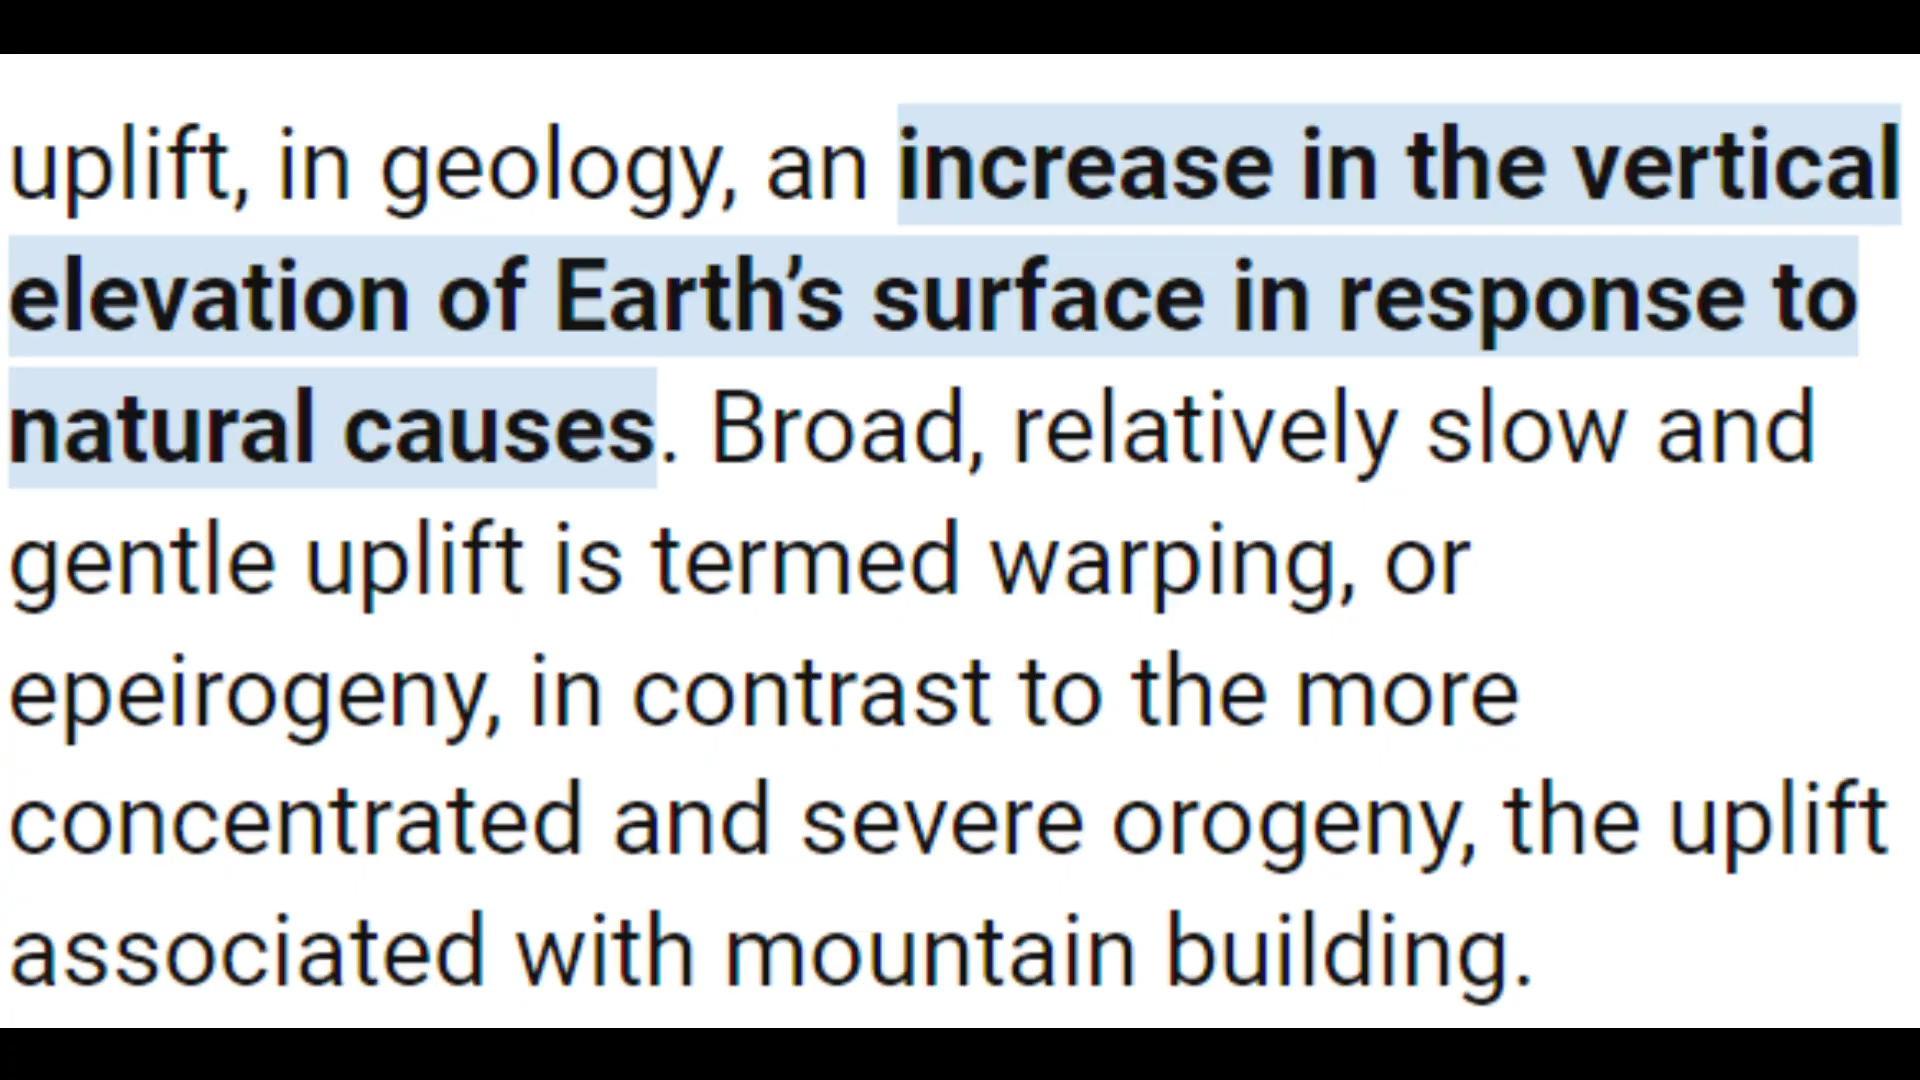 uplift, in geology, an increase in the vertical
elevation of Earth’s surface in response to
natural causes. Broad, relatively slow and
gentle uplift is termed warping, or
epeirogeny, in contrast to the more
concentrated and severe orogeny, the uplift
associated with mountain building.